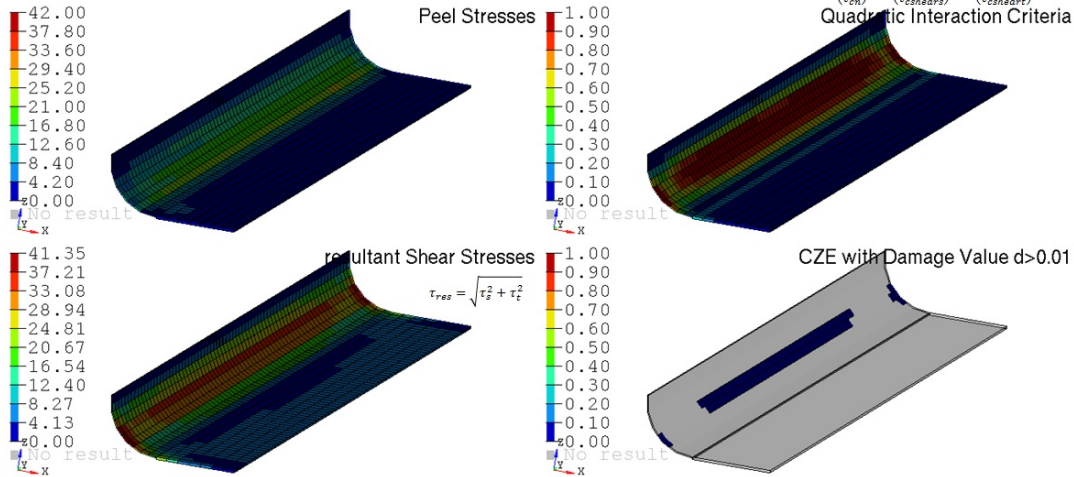 42.00 Peel Stresses
37.80
33.60
29.40
25.20
21.00
16.80
12.60
8.40
4.20
0.00
No result
Z
Y
X
1.00 Quadratic Interaction Criteria
0.90
0.80
0.70
0.60
0.50
0.40
0.30
0.20
0.10
0.00
No result
Z
Y
X
41.35 resultant Shear Stresses
37.21
33.08
28.94
24.81
20.67
16.54
12.40
8.27
4.13
0.00
No result
Z
Y
X
τ_res = √(τ_s^2 + τ_t^2)
1.00 CZE with Damage Value d>0.01
0.90
0.80
0.70
0.60
0.50
0.40
0.30
0.20
0.10
0.00
No result
Z
Y
X